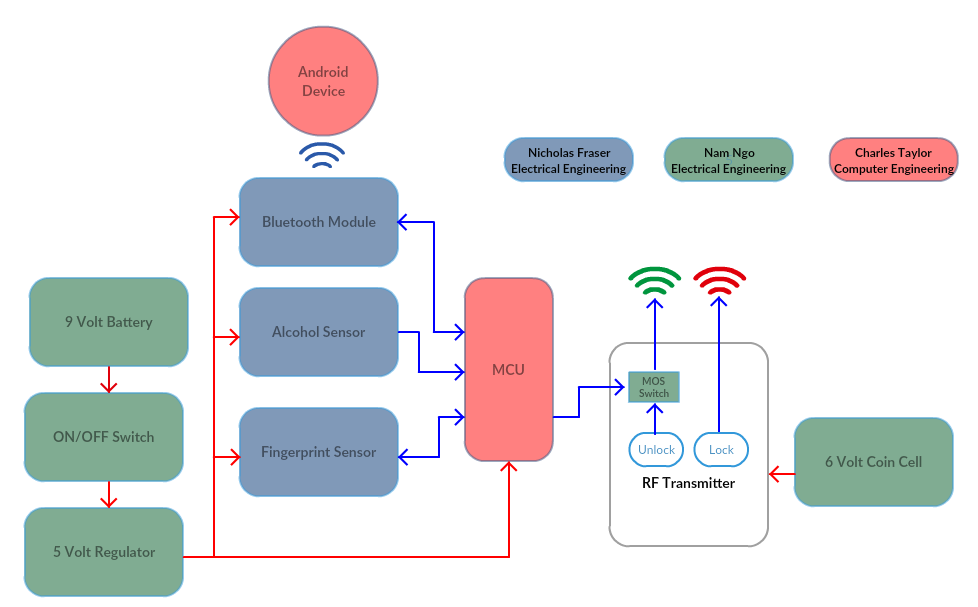 Android
Device
Nicholas Fraser
Electrical Engineering
Nam Ngo
Electrical Engineering
Charles Taylor
Computer Engineering
Bluetooth Module
9 Volt Battery
Alcohol Sensor
MCU
MOS
Switch
ON/OFF Switch
Fingerprint Sensor
Unlock
Lock
RF Transmitter
6 Volt Coin Cell
5 Volt Regulator